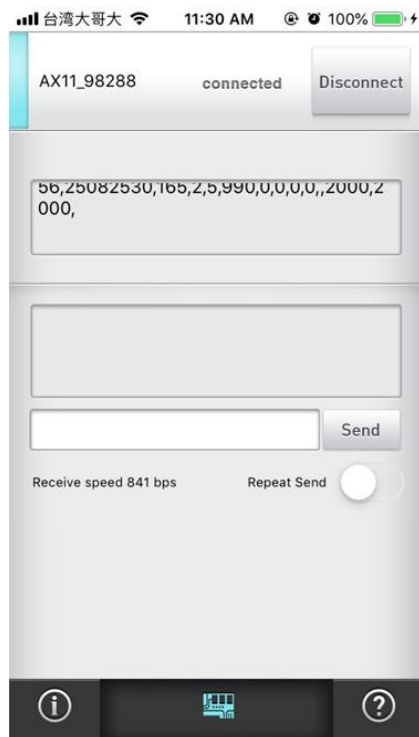 台湾大哥大 11:30 AM 100%
AX11_98288 connected Disconnect
56,25082530,165,2,5,990,0,0,0,0,,2000,2
000,
Send
Receive speed 841 bps Repeat Send